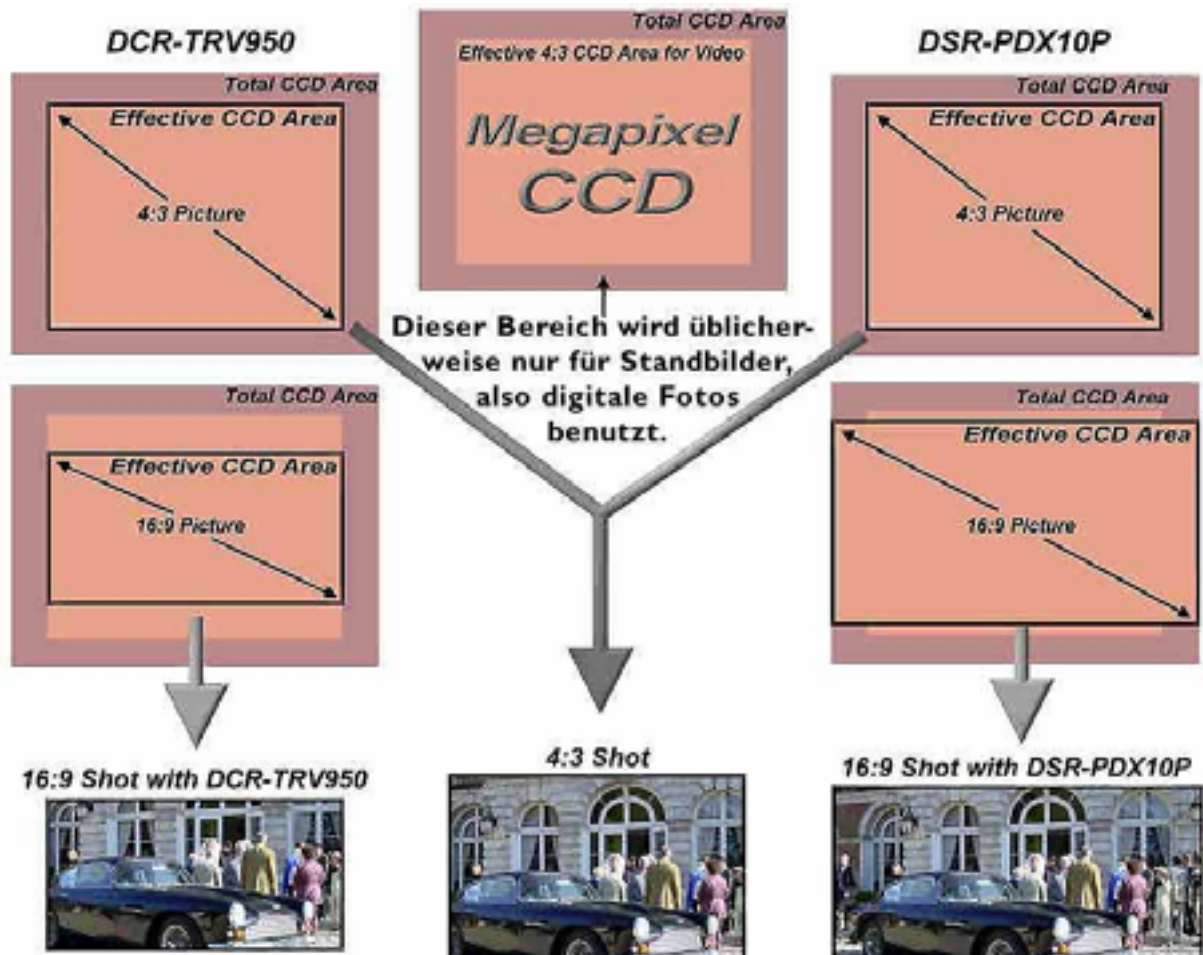 DCR-TRV950
Total CCD Area
Effective CCD Area
4:3 Picture
Total CCD Area
Effective 4:3 CCD Area for Video
Megapixel
CCD
Dieser Bereich wird üblicher-
weise nur für Standbilder,
also digitale Fotos
benutzt.
DSR-PDX10P
Total CCD Area
Effective CCD Area
4:3 Picture
Total CCD Area
Effective CCD Area
16:9 Picture
Total CCD Area
Effective CCD Area
16:9 Picture
16:9 Shot with DCR-TRV950
4:3 Shot
16:9 Shot with DSR-PDX10P